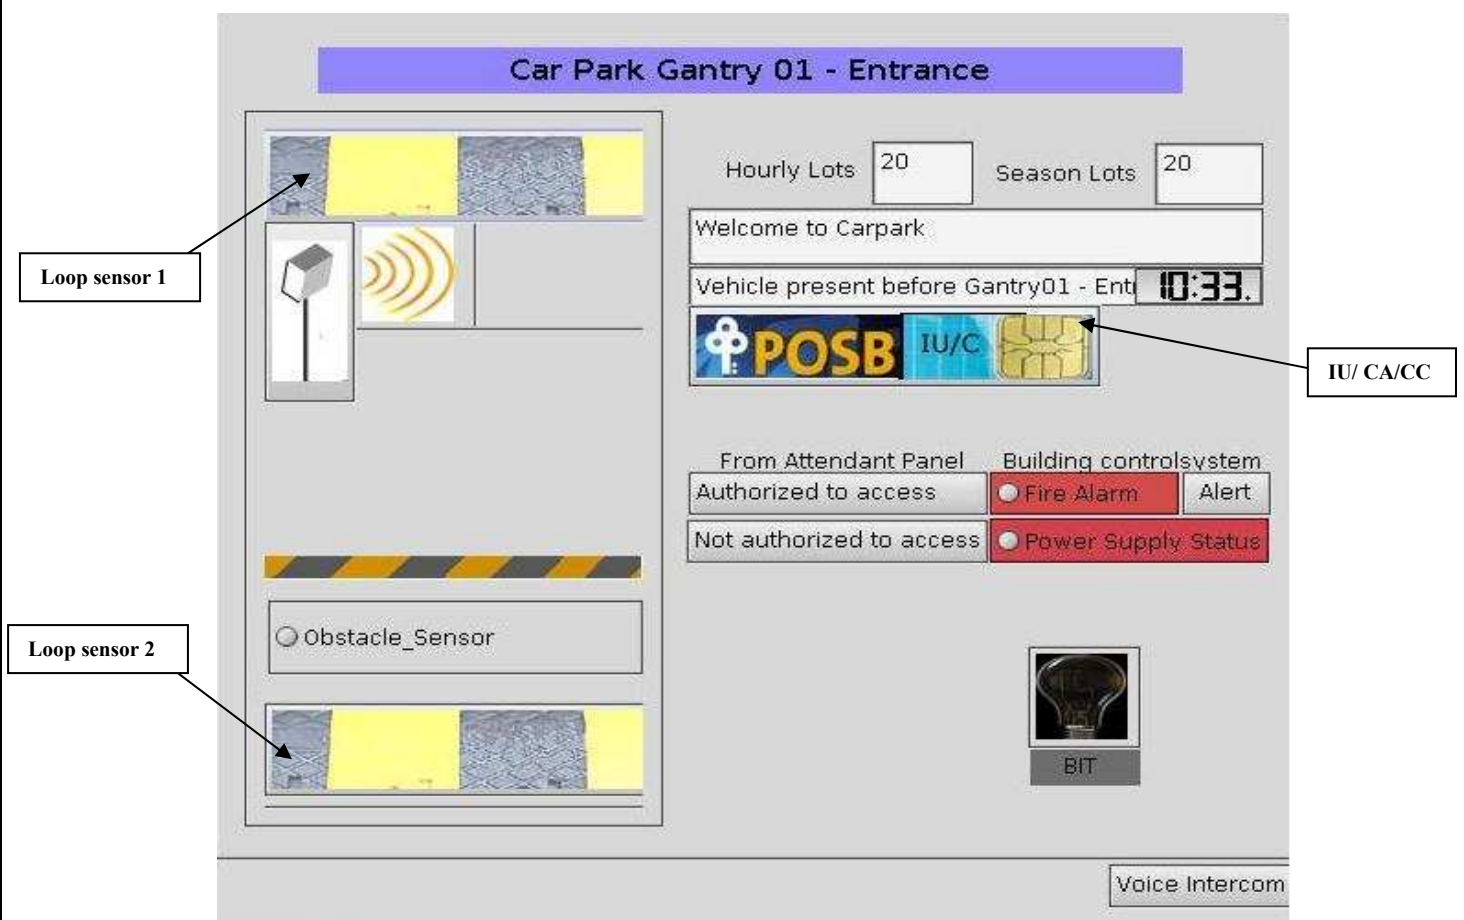 Car Park Gantry 01 - Entrance
Hourly Lots 20 Season Lots 20
Welcome to Carpark
Loop sensor 1
Vehicle present before Gantry01 - Ent 10:33.
POSB IU/C
IU/ CA/CC
From Attendant Panel Building controlsystem
Authorized to access Fire Alarm Alert
Not authorized to access Power Supply Status
Obstacle_Sensor
Loop sensor 2
BIT
Voice Intercom